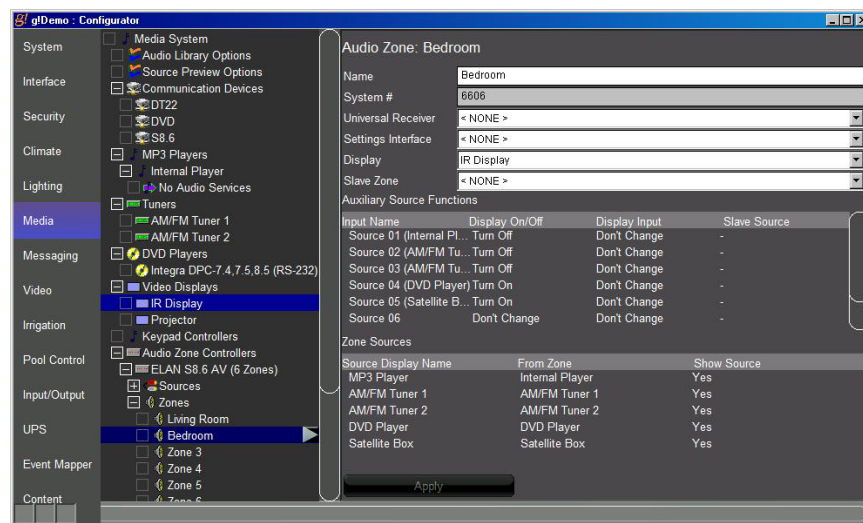 g! g!Demo : Configurator
System
Interface
Security
Climate
Lighting
Media
Messaging
Video
Irrigation
Pool Control
Input/Output
UPS
Event Mapper
Content
Media System
Audio Library Options
Source Preview Options
Communication Devices
DT22
DVD
S8.6
MP3 Players
Internal Player
No Audio Services
Tuners
AM/FM Tuner 1
AM/FM Tuner 2
DVD Players
Integra DPC-7.4,7.5,8.5 (RS-232)
Video Displays
IR Display
Projector
Keypad Controllers
Audio Zone Controllers
ELAN S8.6 AV (6 Zones)
Sources
Zones
Living Room
Bedroom
Zone 3
Zone 4
Zone 5
Zone 6
Audio Zone: Bedroom
Name Bedroom
System # 6606
Universal Receiver < NONE >
Settings Interface < NONE >
Display IR Display
Slave Zone < NONE >
Auxiliary Source Functions
Input Name Display On/Off Display Input Slave Source
Source 01 (Internal Pl... Turn Off Don't Change -
Source 02 (AM/FM Tu... Turn Off Don't Change -
Source 03 (AM/FM Tu... Turn Off Don't Change -
Source 04 (DVD Player) Turn On Don't Change -
Source 05 (Satellite B... Turn On Don't Change -
Source 06 Don't Change Don't Change -
Zone Sources
Source Display Name From Zone Show Source
MP3 Player Internal Player Yes
AM/FM Tuner 1 AM/FM Tuner 1 Yes
AM/FM Tuner 2 AM/FM Tuner 2 Yes
DVD Player DVD Player Yes
Satellite Box Satellite Box Yes
Apply